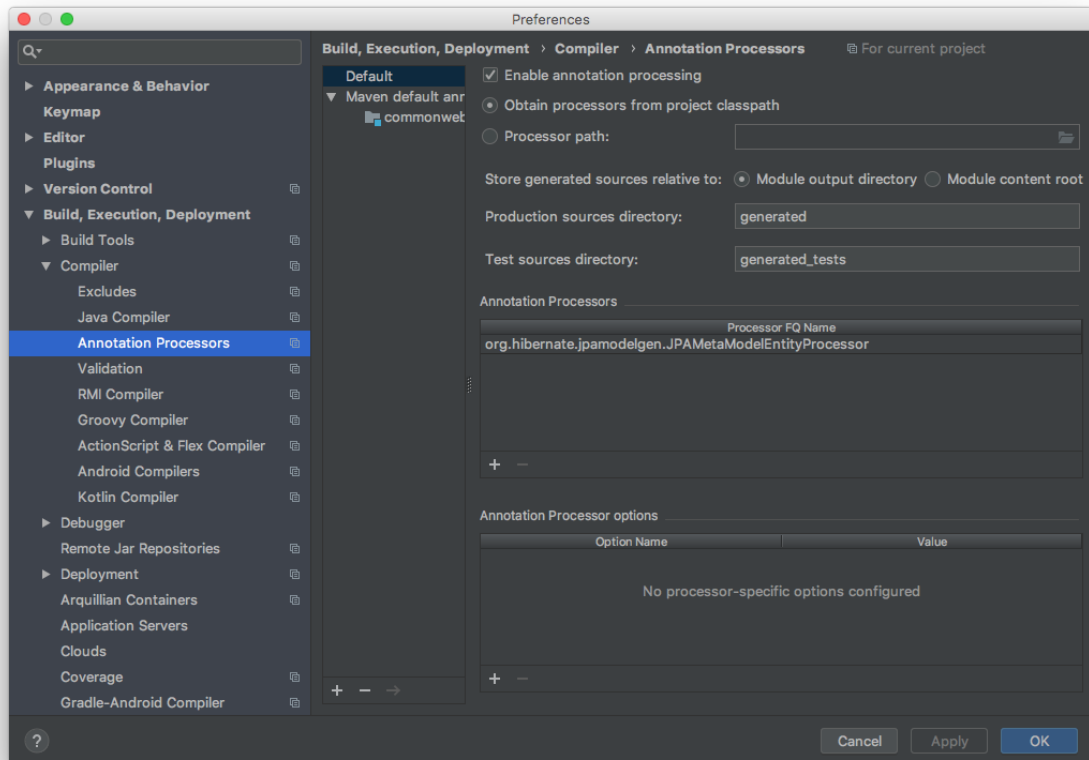 Preferences
Appearance & Behavior
Keymap
Editor
Plugins
Version Control
Build, Execution, Deployment
Build Tools
Compiler
Excludes
Java Compiler
Annotation Processors
Validation
RMI Compiler
Groovy Compiler
ActionScript & Flex Compiler
Android Compilers
Kotlin Compiler
Debugger
Remote Jar Repositories
Deployment
Arquillian Containers
Application Servers
Clouds
Coverage
Gradle-Android Compiler
Build, Execution, Deployment › Compiler › Annotation Processors For current project
Default
Maven default anr
commonweb
Enable annotation processing
Obtain processors from project classpath
Processor path:
Store generated sources relative to: Module output directory Module content root
Production sources directory: generated
Test sources directory: generated_tests
Annotation Processors
Processor FQ Name
org.hibernate.jpamodelgen.JPAMetaModelEntityProcessor
Annotation Processor options
Option Name Value
No processor-specific options configured
? Cancel Apply OK